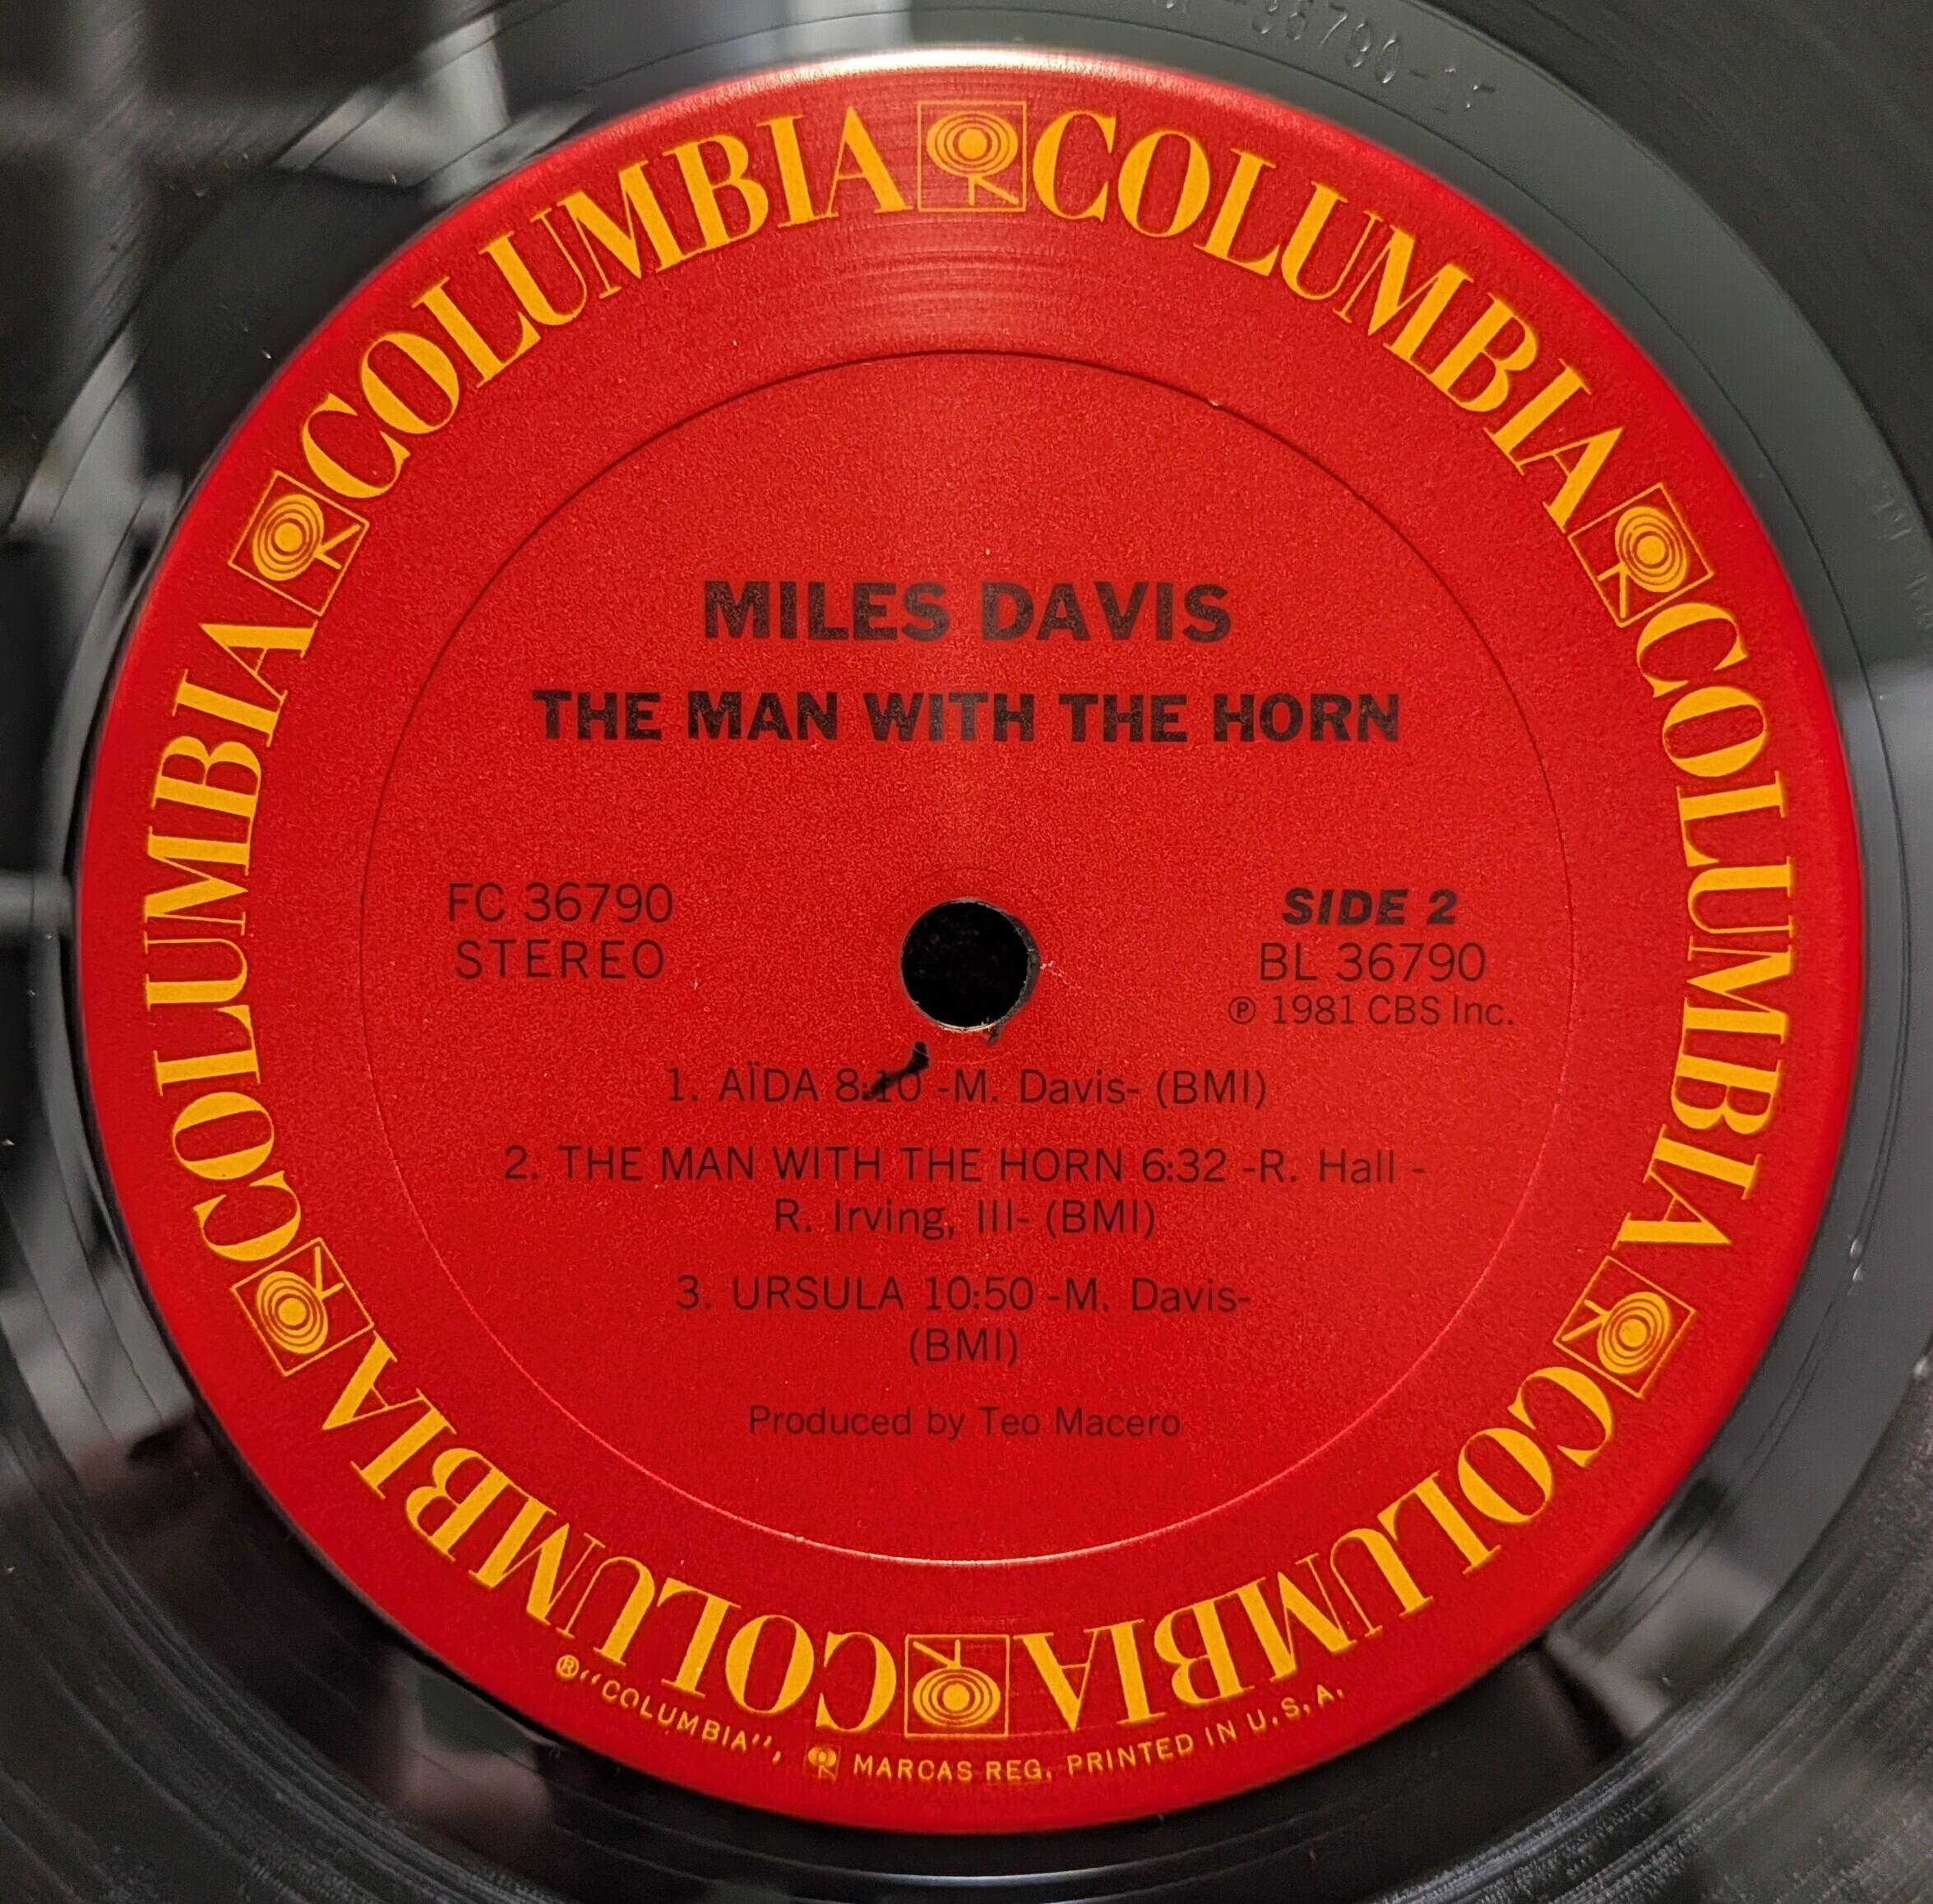 COLUMBIA COLUMBIA COLUMBIA COLUMBIA COLUMBIA COLUMBIA
MILES DAVIS
THE MAN WITH THE HORN
FC 36790
STEREO
SIDE 2
BL 36790
℗ 1981 CBS Inc.
1. AÏDA 8:10 -M. Davis- (BMI)
2. THE MAN WITH THE HORN 6:32 -R. Hall -
R. Irving, III- (BMI)
3. URSULA 10:50 -M. Davis-
(BMI)
Produced by Teo Macero
® "COLUMBIA", MARCAS REG. PRINTED IN U.S.A.